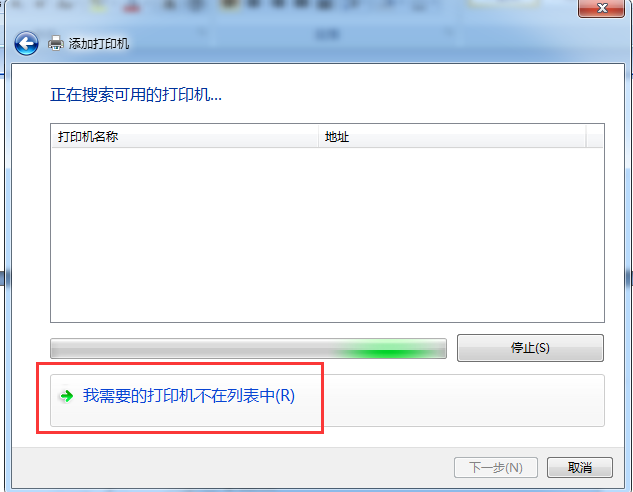 添加打印机
正在搜索可用的打印机...
打印机名称 地址
停止(S)
我需要的打印机不在列表中(R)
下一步(N) 取消